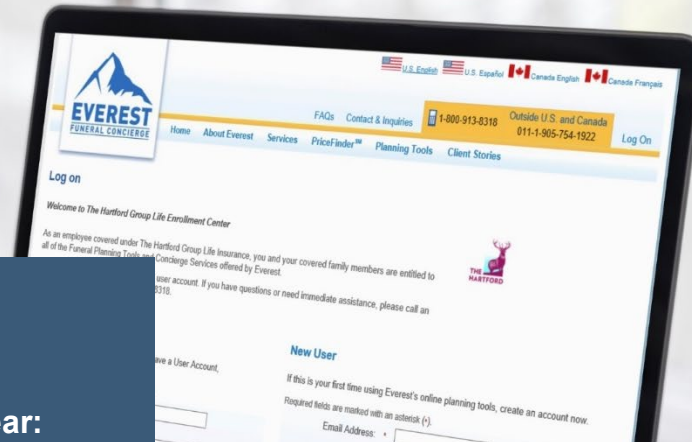 U.S. English U.S. Español Canada English Canada Français
EVEREST
FUNERAL CONCIERGE
FAQs Contact & Inquiries 1-800-913-8318 Outside U.S. and Canada
011-1-905-754-1922 Log On
Home About Everest Services PriceFinder℠ Planning Tools Client Stories
Log on
Welcome to The Hartford Group Life Enrollment Center
As an employee covered under The Hartford Group Life Insurance, you and your covered family members are entitled to
all of the Funeral Planning Tools and Concierge Services offered by Everest.
THE
HARTFORD
user account. If you have questions or need immediate assistance, please call an
8318.
ave a User Account,
New User
If this is your first time using Everest's online planning tools, create an account now.
Required fields are marked with an asterisk (•).
Email Address: •
ear: